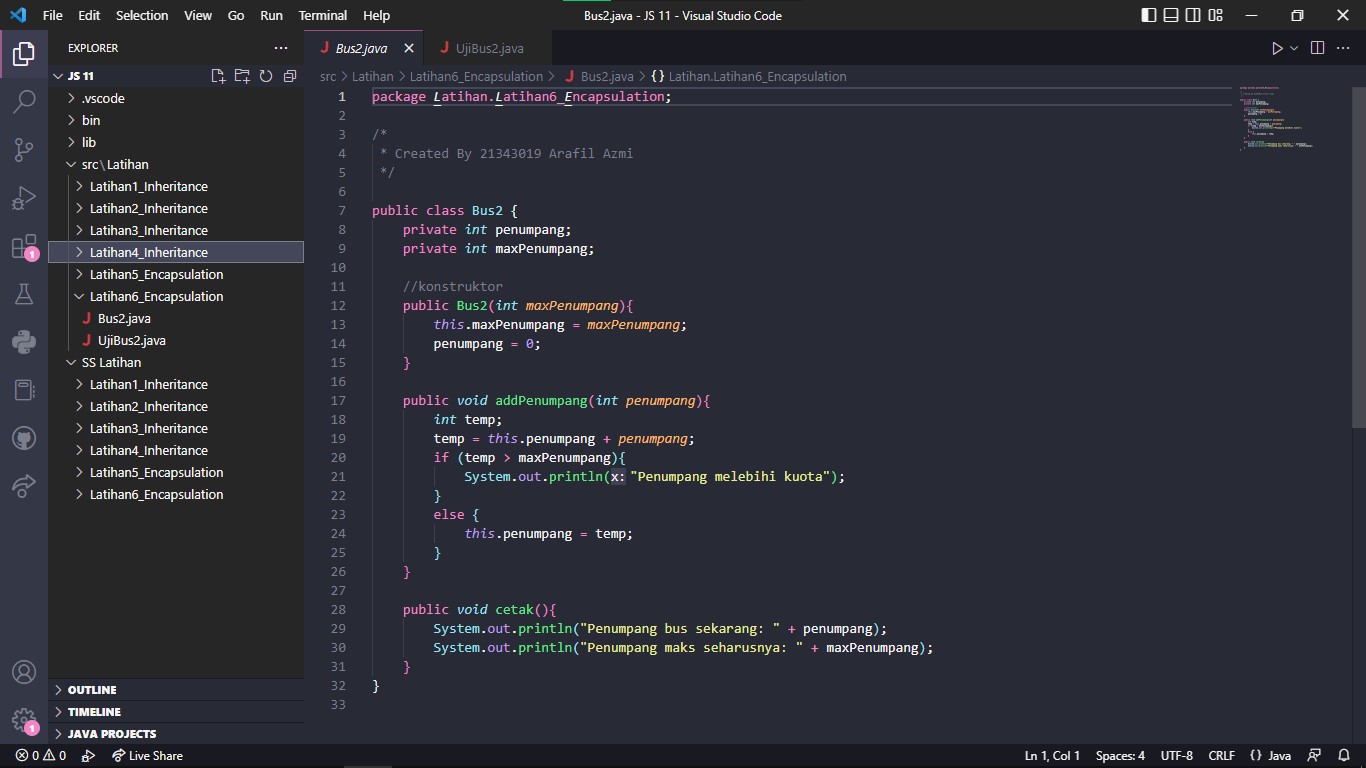 File Edit Selection View Go Run Terminal Help
Bus2.java - JS 11 - Visual Studio Code
EXPLORER
JS 11
.vscode
bin
lib
src\Latihan
Latihan1_Inheritance
Latihan2_Inheritance
Latihan3_Inheritance
Latihan4_Inheritance
Latihan5_Encapsulation
Latihan6_Encapsulation
J Bus2.java
J UjiBus2.java
SS Latihan
Latihan1_Inheritance
Latihan2_Inheritance
Latihan3_Inheritance
Latihan4_Inheritance
Latihan5_Encapsulation
Latihan6_Encapsulation
OUTLINE
TIMELINE
JAVA PROJECTS
1
1
J Bus2.java J UjiBus2.java
src > Latihan > Latihan6_Encapsulation > J Bus2.java > {} Latihan.Latihan6_Encapsulation
1 package Latihan.Latihan6_Encapsulation;
2
3 /*
4 * Created By 21343019 Arafil Azmi
5 */
6
7 public class Bus2 {
8 private int penumpang;
9 private int maxPenumpang;
10
11 //konstruktor
12 public Bus2(int maxPenumpang){
13 this.maxPenumpang = maxPenumpang;
14 penumpang = 0;
15 }
16
17 public void addPenumpang(int penumpang){
18 int temp;
19 temp = this.penumpang + penumpang;
20 if (temp > maxPenumpang){
21 System.out.println(x: "Penumpang melebihi kuota");
22 }
23 else {
24 this.penumpang = temp;
25 }
26 }
27
28 public void cetak(){
29 System.out.println("Penumpang bus sekarang: " + penumpang);
30 System.out.println("Penumpang maks seharusnya: " + maxPenumpang);
31 }
32 }
33
0 0 Live Share Ln 1, Col 1 Spaces: 4 UTF-8 CRLF {} Java